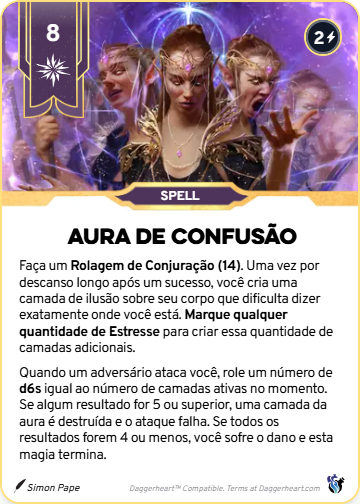 8
2
SPELL
AURA DE CONFUSÃO
Faça um Rolagem de Conjuração (14). Uma vez por
descanso longo após um sucesso, você cria uma
camada de ilusão sobre seu corpo que dificulta dizer
exatamente onde você está. Marque qualquer
quantidade de Estresse para criar essa quantidade de
camadas adicionais.
Quando um adversário ataca você, role um número de
d6s igual ao número de camadas ativas no momento.
Se algum resultado for 5 ou superior, uma camada da
aura é destruída e o ataque falha. Se todos os
resultados forem 4 ou menos, você sofre o dano e esta
magia termina.
Simon Pape
Daggerheart™ Compatible. Terms at Daggerheart.com